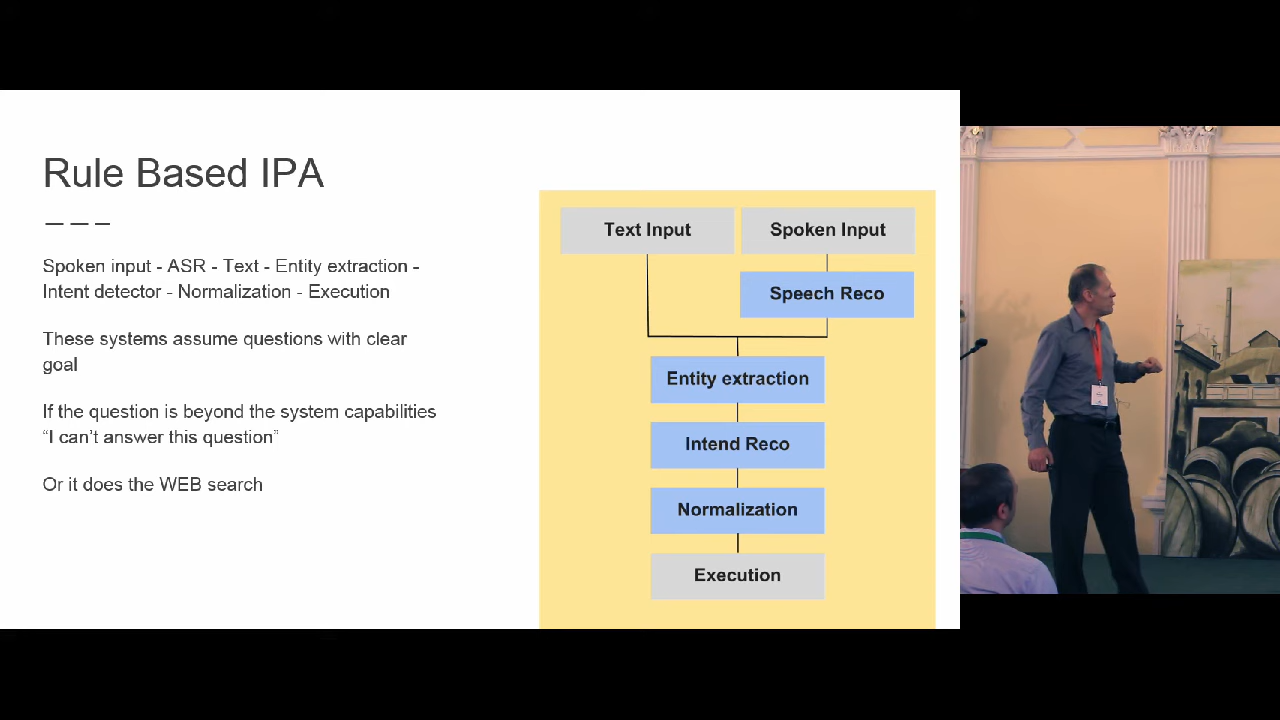 Rule Based IPA
Spoken input - ASR - Text - Entity extraction -
Intent detector - Normalization - Execution
These systems assume questions with clear
goal
If the question is beyond the system capabilities
“I can’t answer this question”
Or it does the WEB search
Text Input
Spoken Input
Speech Reco
Entity extraction
Intend Reco
Normalization
Execution